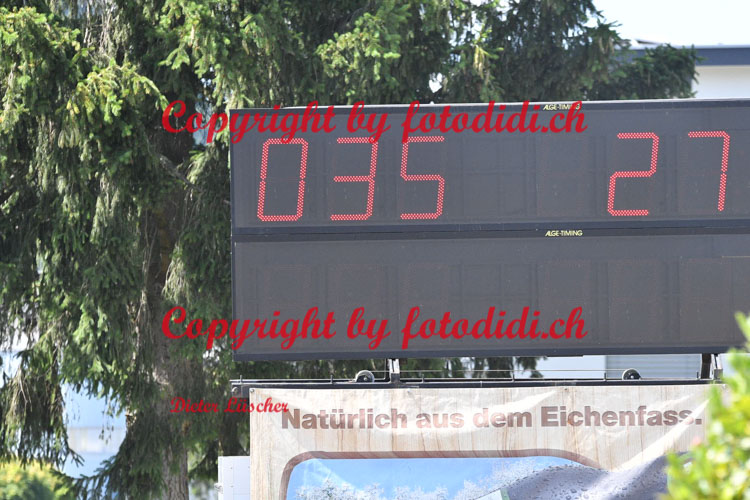 ALGE-TIMING
Copyright by fotodidi.ch
035 27
ALGE-TIMING
Copyright by fotodidi.ch
Dieter Lüscher
Natürlich aus dem Eichenfass.